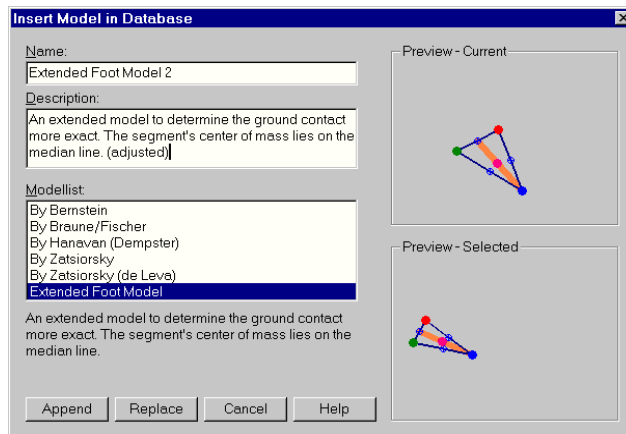 Insert Model in Database
Name:
Extended Foot Model 2
Description:
An extended model to determine the ground contact
more exact. The segment's center of mass lies on the
median line. (adjusted)
Modellist:
By Bernstein
By Braune/Fischer
By Hanavan (Dempster)
By Zatsiorsky
By Zatsiorsky (de Leva)
Extended Foot Model
An extended model to determine the ground contact
more exact. The segment's center of mass lies on the
median line.
Append Replace Cancel Help
Preview - Current
Preview - Selected